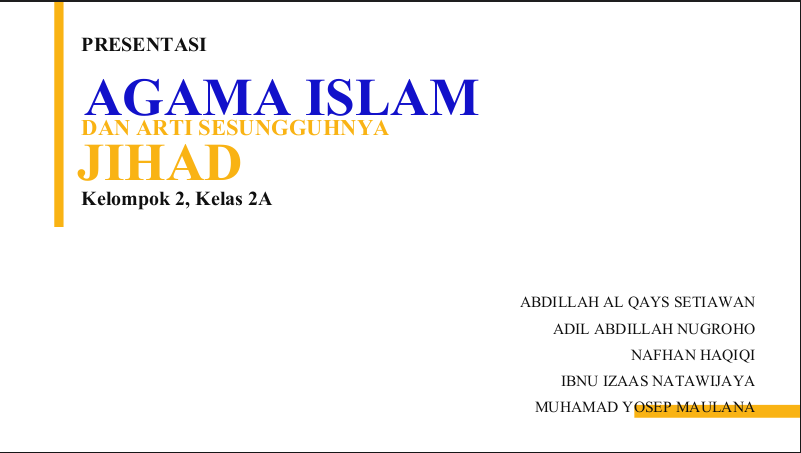 PRESENTASI
AGAMA ISLAM
DAN ARTI SESUNGGUHNYA
JIHAD
Kelompok 2, Kelas 2A
ABDILLAH AL QAYS SETIAWAN
ADIL ABDILLAH NUGROHO
NAFHAN HAQIQI
IBNU IZAAS NATAWIJAYA
MUHAMAD YOSEP MAULANA